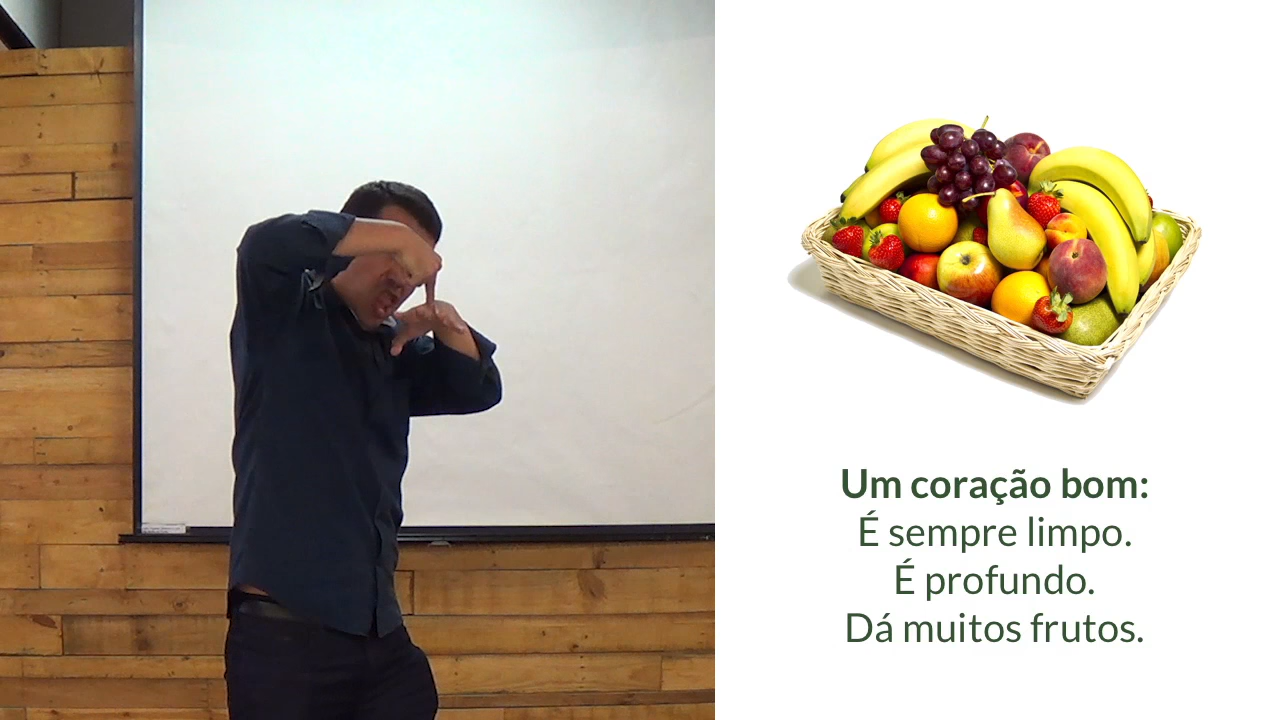 Um coração bom:
É sempre limpo.
É profundo.
Dá muitos frutos.